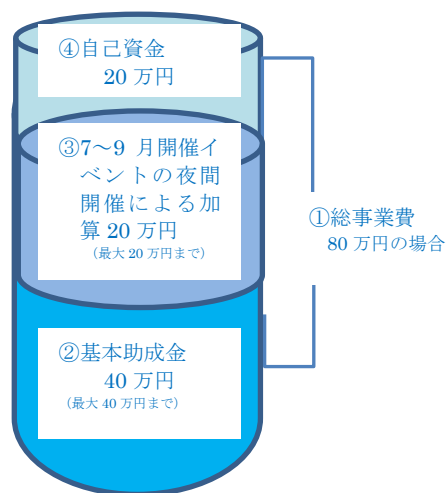 ④自己資金
20 万円
③7～9 月開催イ
ベントの夜間
開催による加
算 20 万円
（最大 20 万円まで）
①総事業費
80 万円の場合
②基本助成金
40 万円
（最大 40 万円まで）